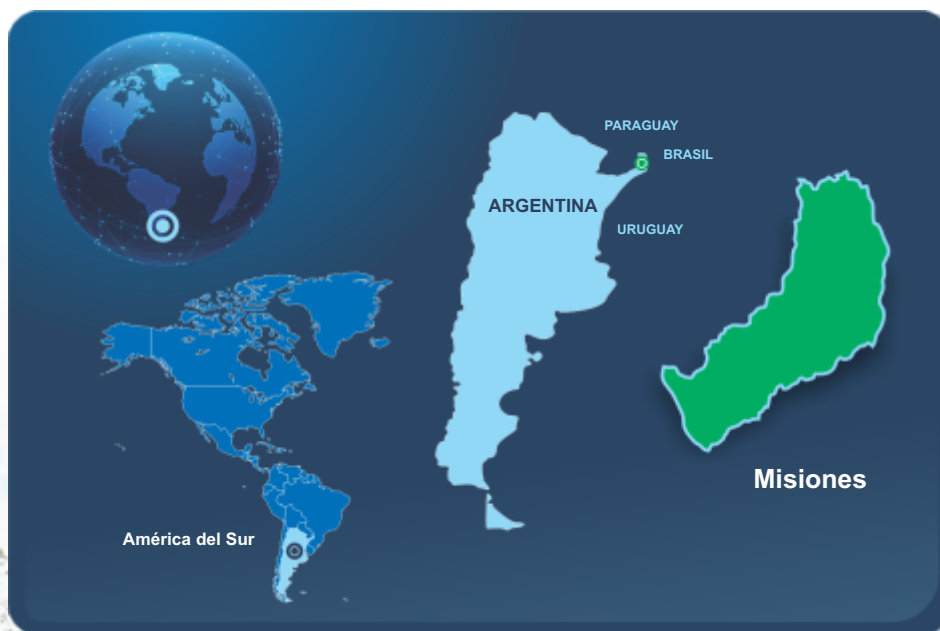 PARAGUAY
BRASIL
ARGENTINA
URUGUAY
Misiones
América del Sur